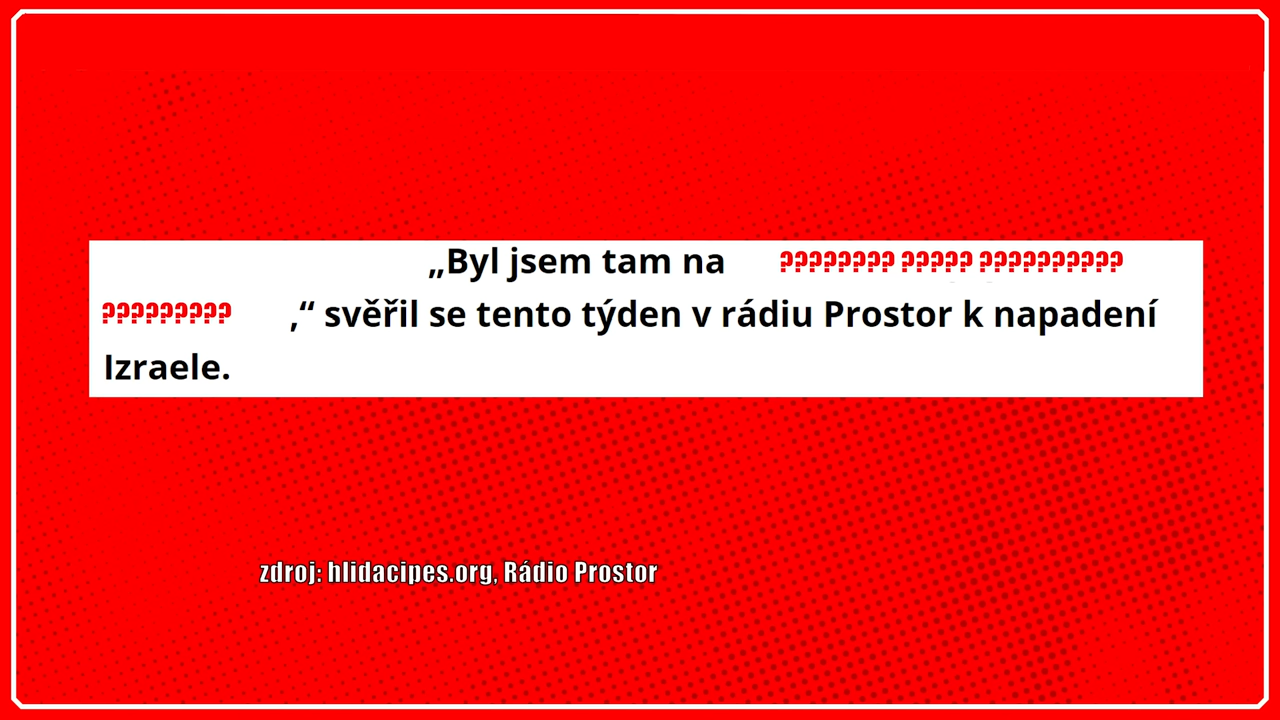 „Byl jsem tam na ???????? ????? ??????????
?????????,“ svěřil se tento týden v rádiu Prostor k napadení
Izraele.
zdroj: hlidacipes.org, Rádio Prostor